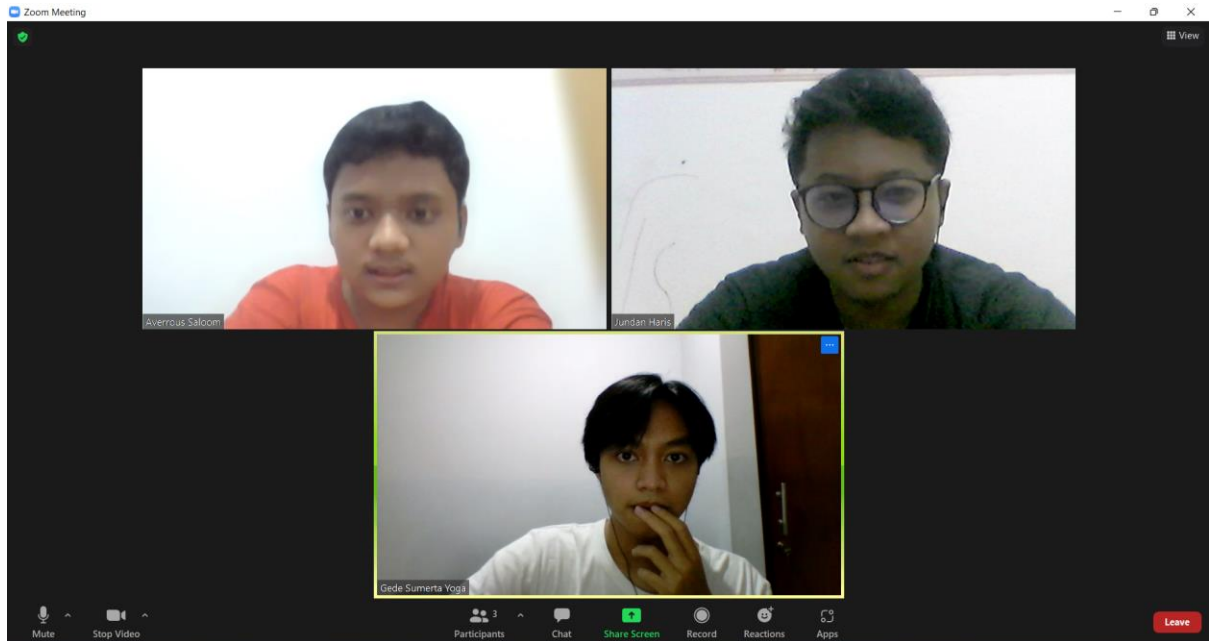 Zoom Meeting
View
Averrous Saloom
Jundan Haris
Gede Sumerta Yoga
Mute
Stop Video
Participants
3
Chat
Share Screen
Record
Reactions
Apps
Leave